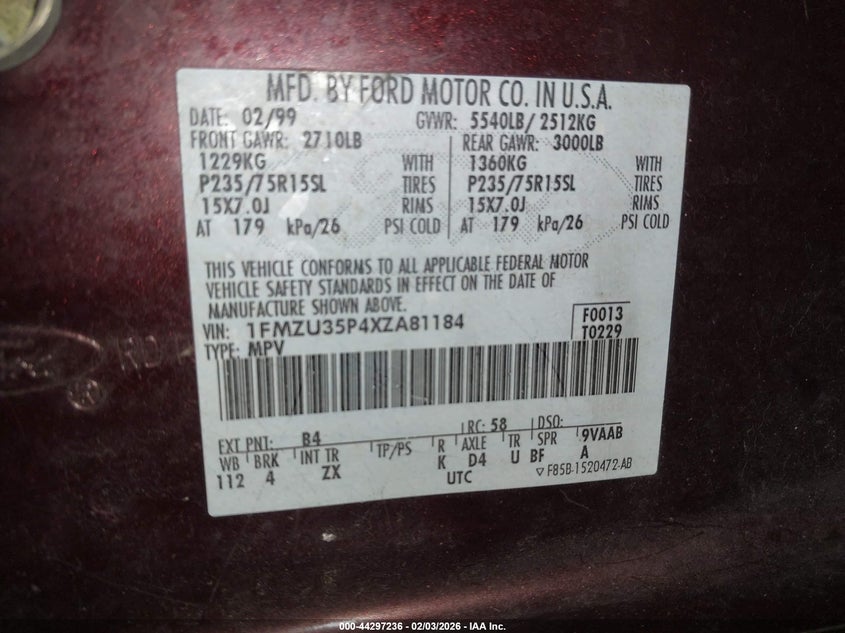 MFD. BY FORD MOTOR CO. IN U.S.A.
DATE: 02/99 GVWR: 5540LB/ 2512KG
FRONT GAWR: 2710LB REAR GAWR: 3000LB
1229KG WITH 1360KG WITH
P235/75R15SL TIRES P235/75R15SL TIRES
15X7.0J RIMS 15X7.0J RIMS
AT 179 kPa/26 PSI COLD AT 179 kPa/26 PSI COLD
THIS VEHICLE CONFORMS TO ALL APPLICABLE FEDERAL MOTOR
VEHICLE SAFETY STANDARDS IN EFFECT ON THE DATE OF
MANUFACTURE SHOWN ABOVE.
VIN: 1FMZU35P4XZA81184 F0013
TYPE: MPV T0229
EXT PNT: B4 RC: 58 DSO:
WB BRK INT TR TP/PS R AXLE TR SPR 9VAAB
112 4 ZX K D4 U BF A
UTC ▽ F85B-1520472-AB
®
000-44297236 - 02/03/2026 - IAA Inc.